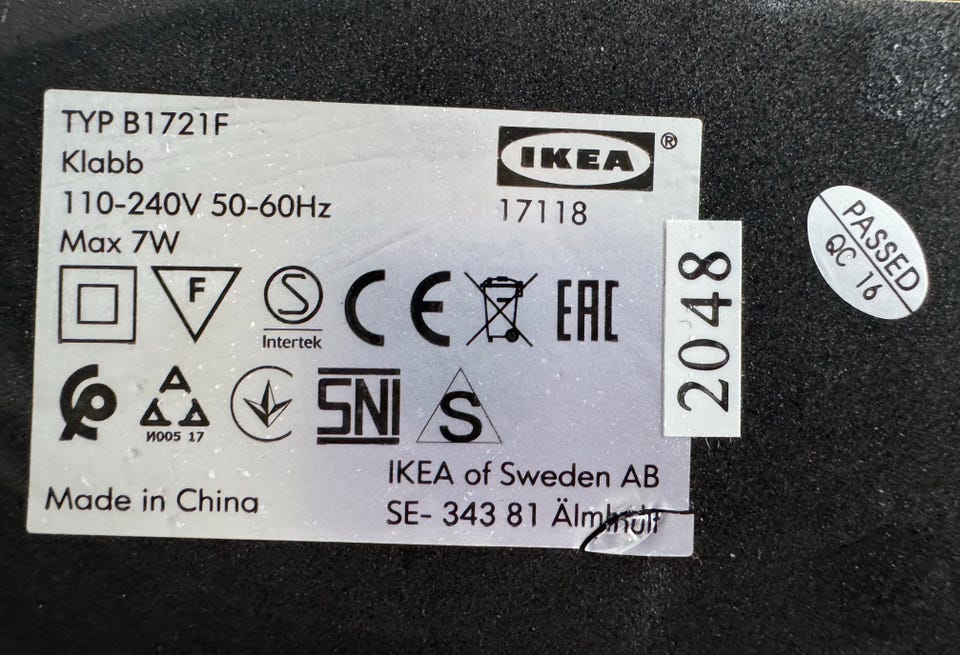 TYP B1721F
Klabb
110-240V 50-60Hz
Max 7W
IKEA®
17118
F
S
Intertek
CE
EAC
A
И005 17
SNI
S
Made in China
IKEA of Sweden AB
SE- 343 81 Älmhult
2048
PASSED
QC 16